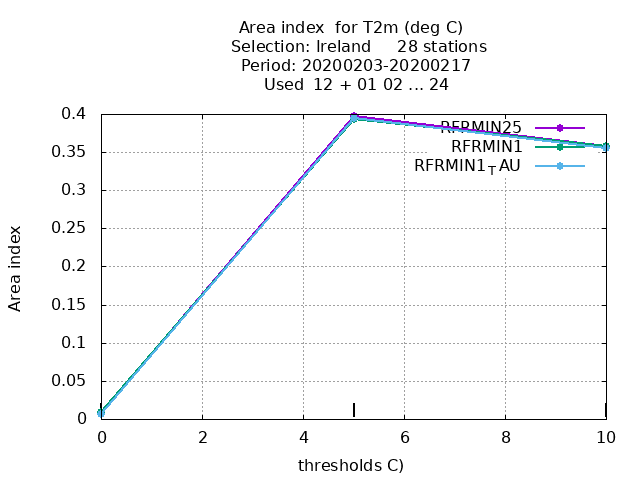 Area index  for T2m (deg C)
Selection: Ireland     28 stations
Period: 20200203-20200217
Used  12 + 01 02 ... 24
0.4
0.35
0.3
0.25
0.2
0.15
0.1
0.05
0
Area index
RFRMIN25
RFRMIN1
RFRMIN1TAU
0 2 4 6 8 10
thresholds C)